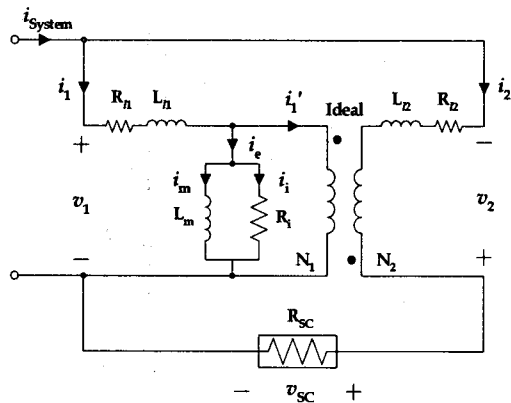 i_System
i_1 R_l1 L_l1 i_1' Ideal L_l2 R_l2 i_2
+ −
i_e
i_m i_i
v_1 L_m R_i v_2
− N_1 N_2 +
R_SC
− v_SC +